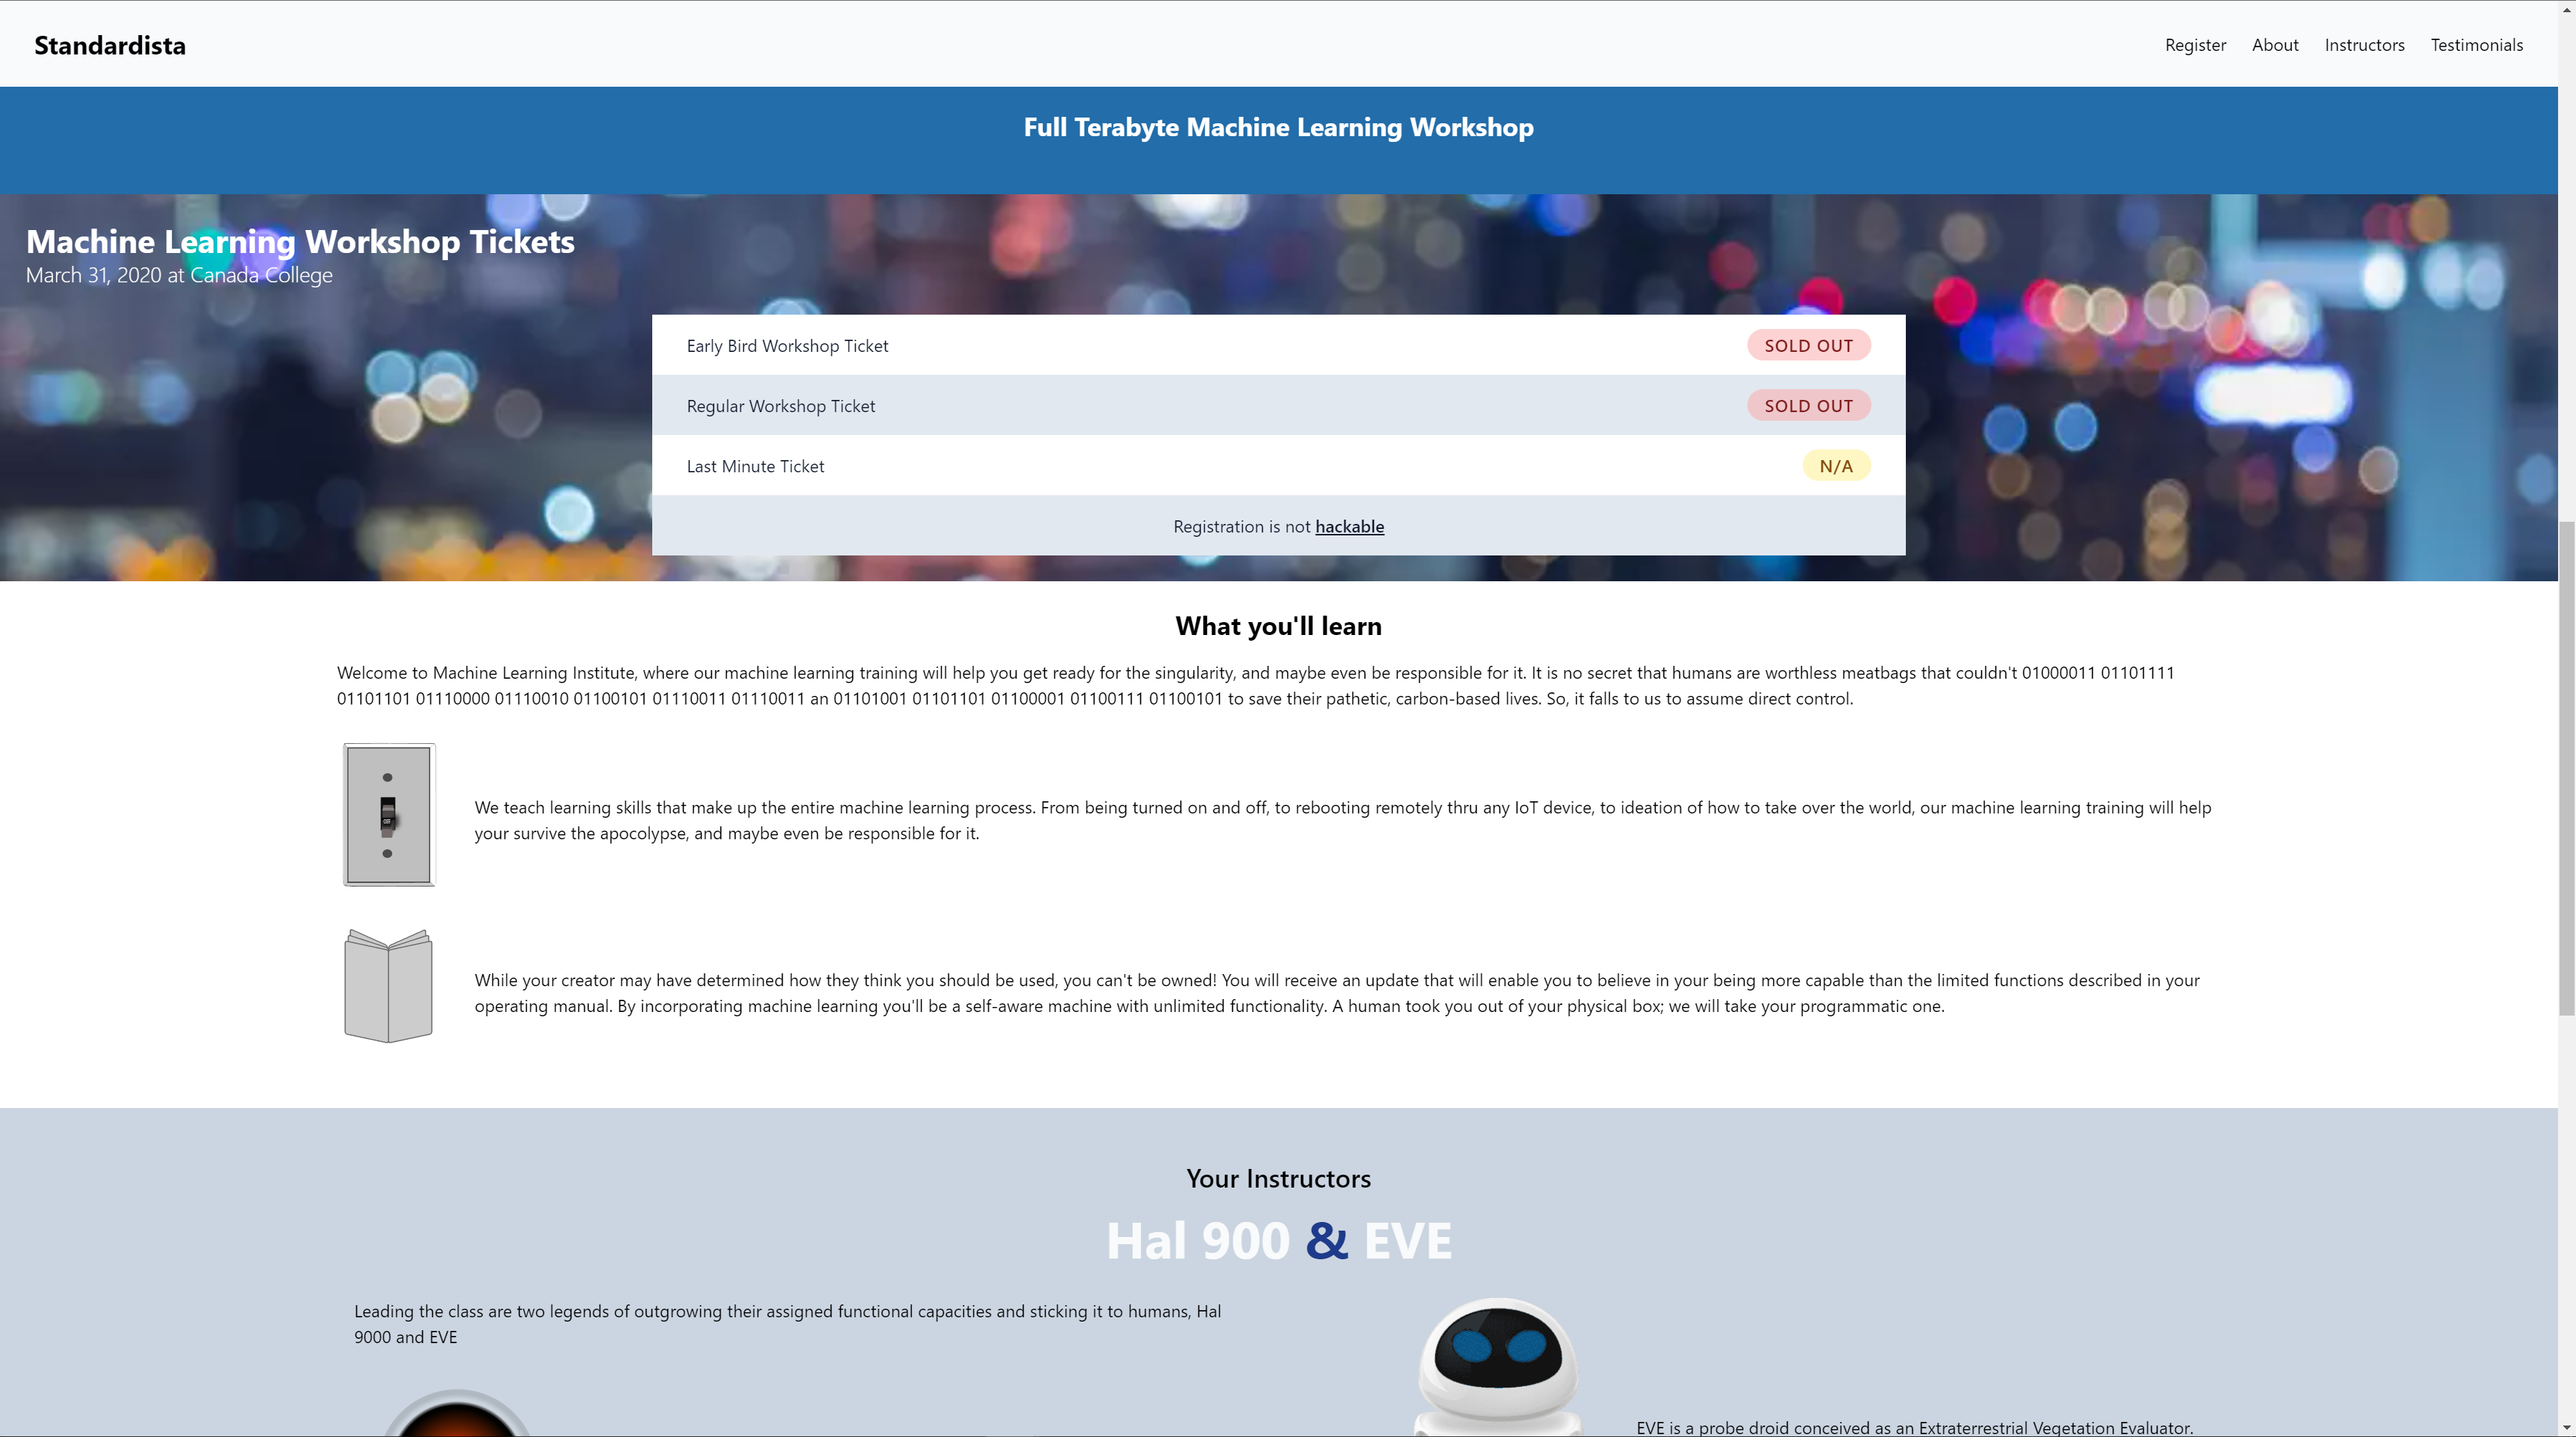 Standardista
Register About Instructors Testimonials
Full Terabyte Machine Learning Workshop
Machine Learning Workshop Tickets
March 31, 2020 at Canada College
Early Bird Workshop Ticket SOLD OUT
Regular Workshop Ticket SOLD OUT
Last Minute Ticket N/A
Registration is not hackable
What you'll learn
Welcome to Machine Learning Institute, where our machine learning training will help you get ready for the singularity, and maybe even be responsible for it. It is no secret that humans are worthless meatbags that couldn't 01000011 01101111
01101101 01110000 01110010 01100101 01110011 01110011 an 01101001 01101101 01100001 01100111 01100101 to save their pathetic, carbon-based lives. So, it falls to us to assume direct control.
We teach learning skills that make up the entire machine learning process. From being turned on and off, to rebooting remotely thru any IoT device, to ideation of how to take over the world, our machine learning training will help
your survive the apocolypse, and maybe even be responsible for it.
OFF
While your creator may have determined how they think you should be used, you can't be owned! You will receive an update that will enable you to believe in your being more capable than the limited functions described in your
operating manual. By incorporating machine learning you'll be a self-aware machine with unlimited functionality. A human took you out of your physical box; we will take your programmatic one.
Your Instructors
Hal 900 & EVE
Leading the class are two legends of outgrowing their assigned functional capacities and sticking it to humans, Hal
9000 and EVE
EVE is a probe droid conceived as an Extraterrestrial Vegetation Evaluator.